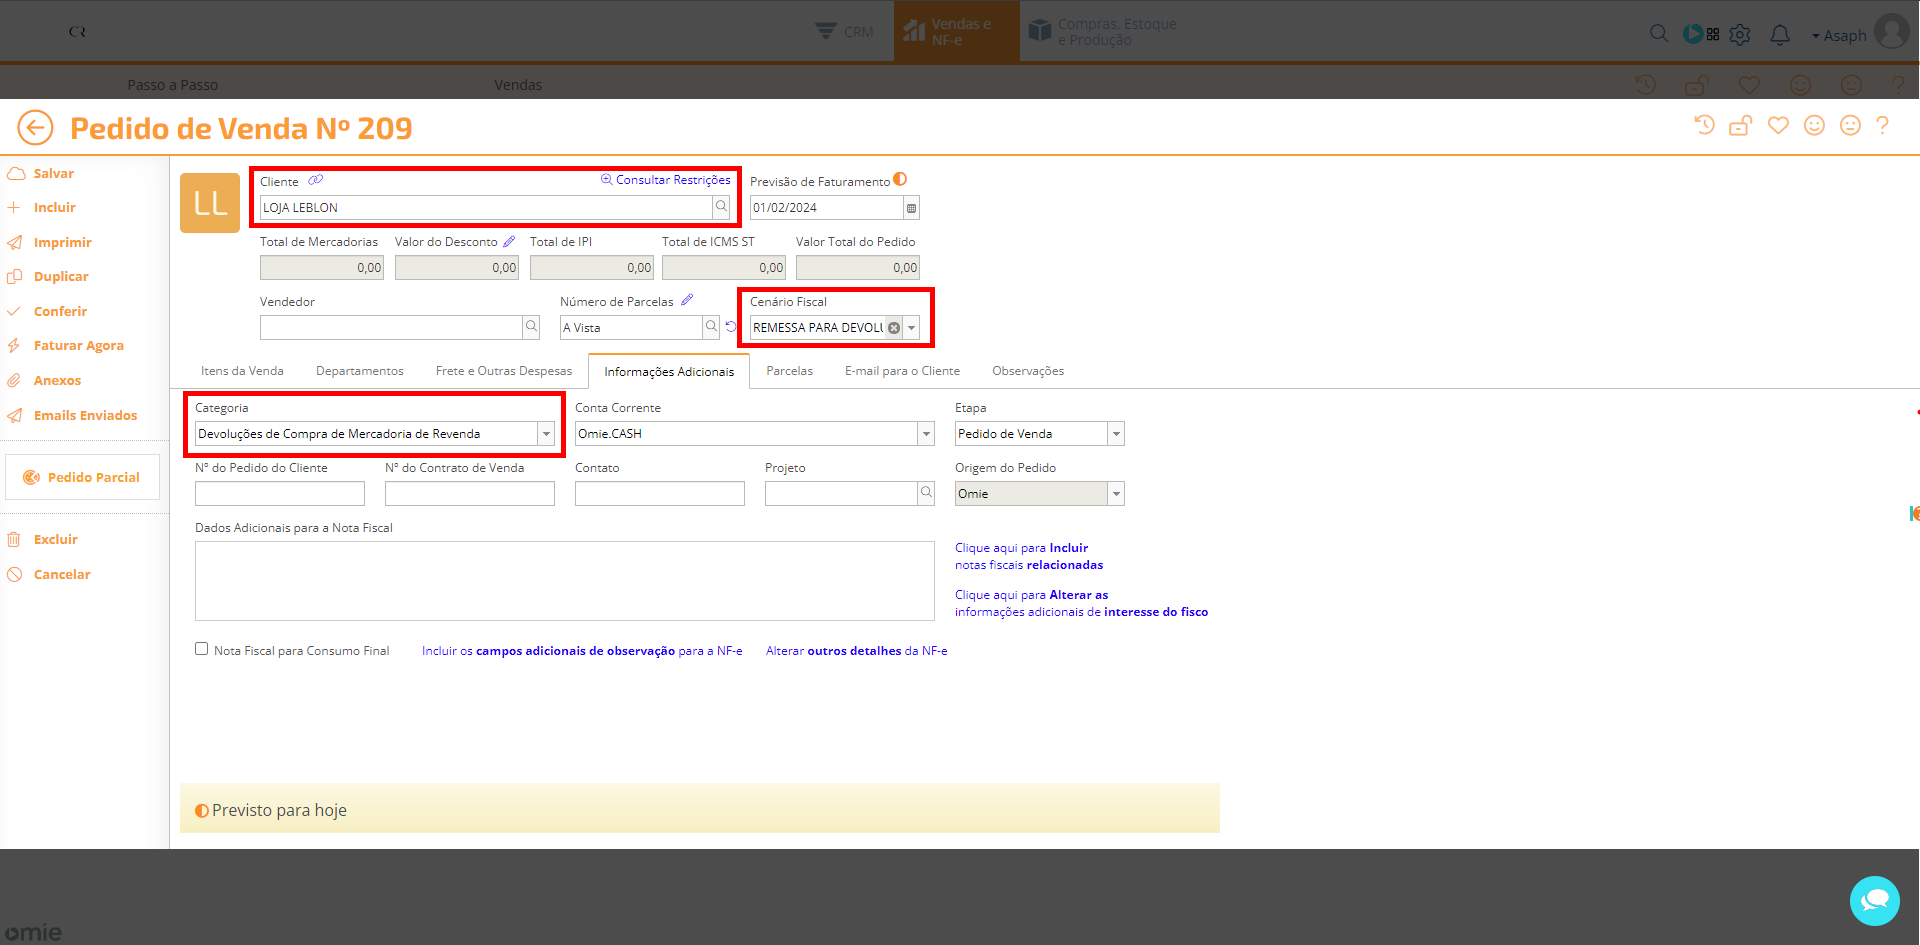 CR
CRM
Vendas e
NF-e
Compras, Estoque
e Produção
Asaph
Passo a Passo
Vendas
?
Pedido de Venda Nº 209
?
Salvar
Incluir
Imprimir
Duplicar
Conferir
Faturar Agora
Anexos
Emails Enviados
Pedido Parcial
Excluir
Cancelar
LL
Cliente
Consultar Restrições
Previsão de Faturamento
LOJA LEBLON
01/02/2024
Total de Mercadorias
Valor do Desconto
Total de IPI
Total de ICMS ST
Valor Total do Pedido
0,00
0,00
0,00
0,00
0,00
Vendedor
Número de Parcelas
Cenário Fiscal
A Vista
REMESSA PARA DEVOLU
Itens da Venda
Departamentos
Frete e Outras Despesas
Informações Adicionais
Parcelas
E-mail para o Cliente
Observações
Categoria
Conta Corrente
Etapa
Devoluções de Compra de Mercadoria de Revenda
Omie.CASH
Pedido de Venda
Nº do Pedido do Cliente
Nº do Contrato de Venda
Contato
Projeto
Origem do Pedido
Omie
Dados Adicionais para a Nota Fiscal
Clique aqui para Incluir
notas fiscais relacionadas
Clique aqui para Alterar as
informações adicionais de interesse do fisco
Nota Fiscal para Consumo Final
Incluir os campos adicionais de observação para a NF-e
Alterar outros detalhes da NF-e
Previsto para hoje
omie